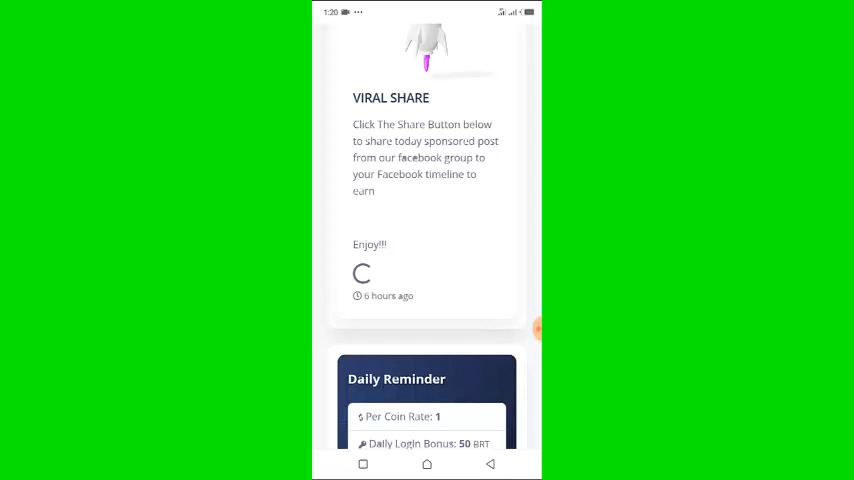 1:20
VIRAL SHARE
Click The Share Button below
to share today sponsored post
from our facebook group to
your Facebook timeline to
earn
Enjoy!!!
6 hours ago
Daily Reminder
$ Per Coin Rate: 1
Daily Login Bonus: 50 BRT